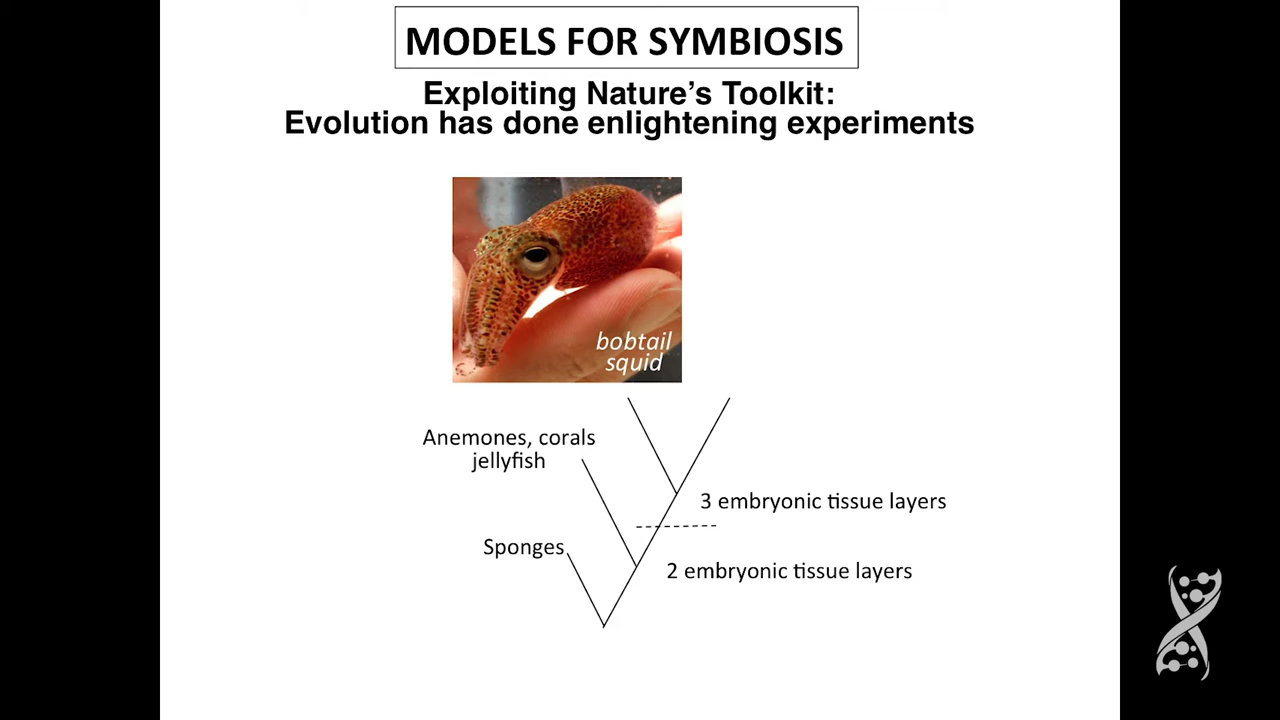 MODELS FOR SYMBIOSIS
Exploiting Nature's Toolkit:
Evolution has done enlightening experiments
bobtail
squid
Anemones, corals
jellyfish
3 embryonic tissue layers
Sponges
2 embryonic tissue layers